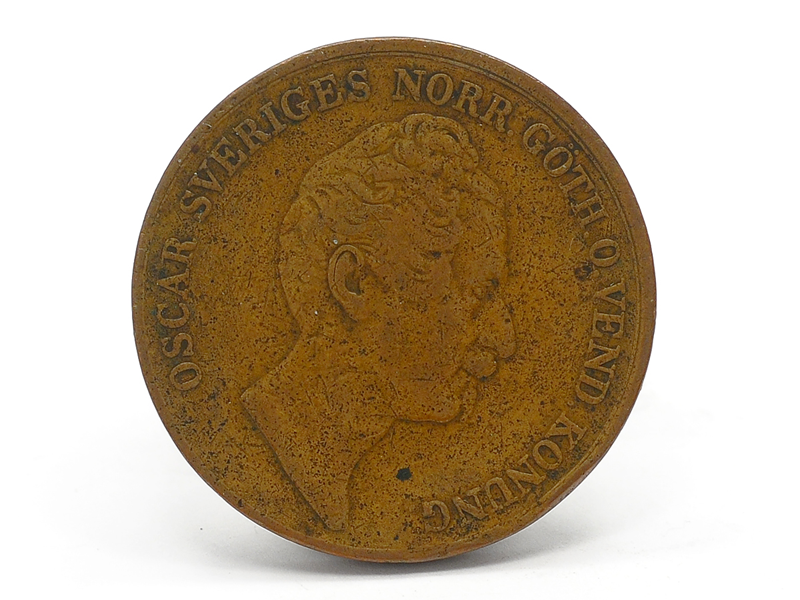 OSCAR SVERIGES NORR. GÖTH. O. VEND. KONUNG